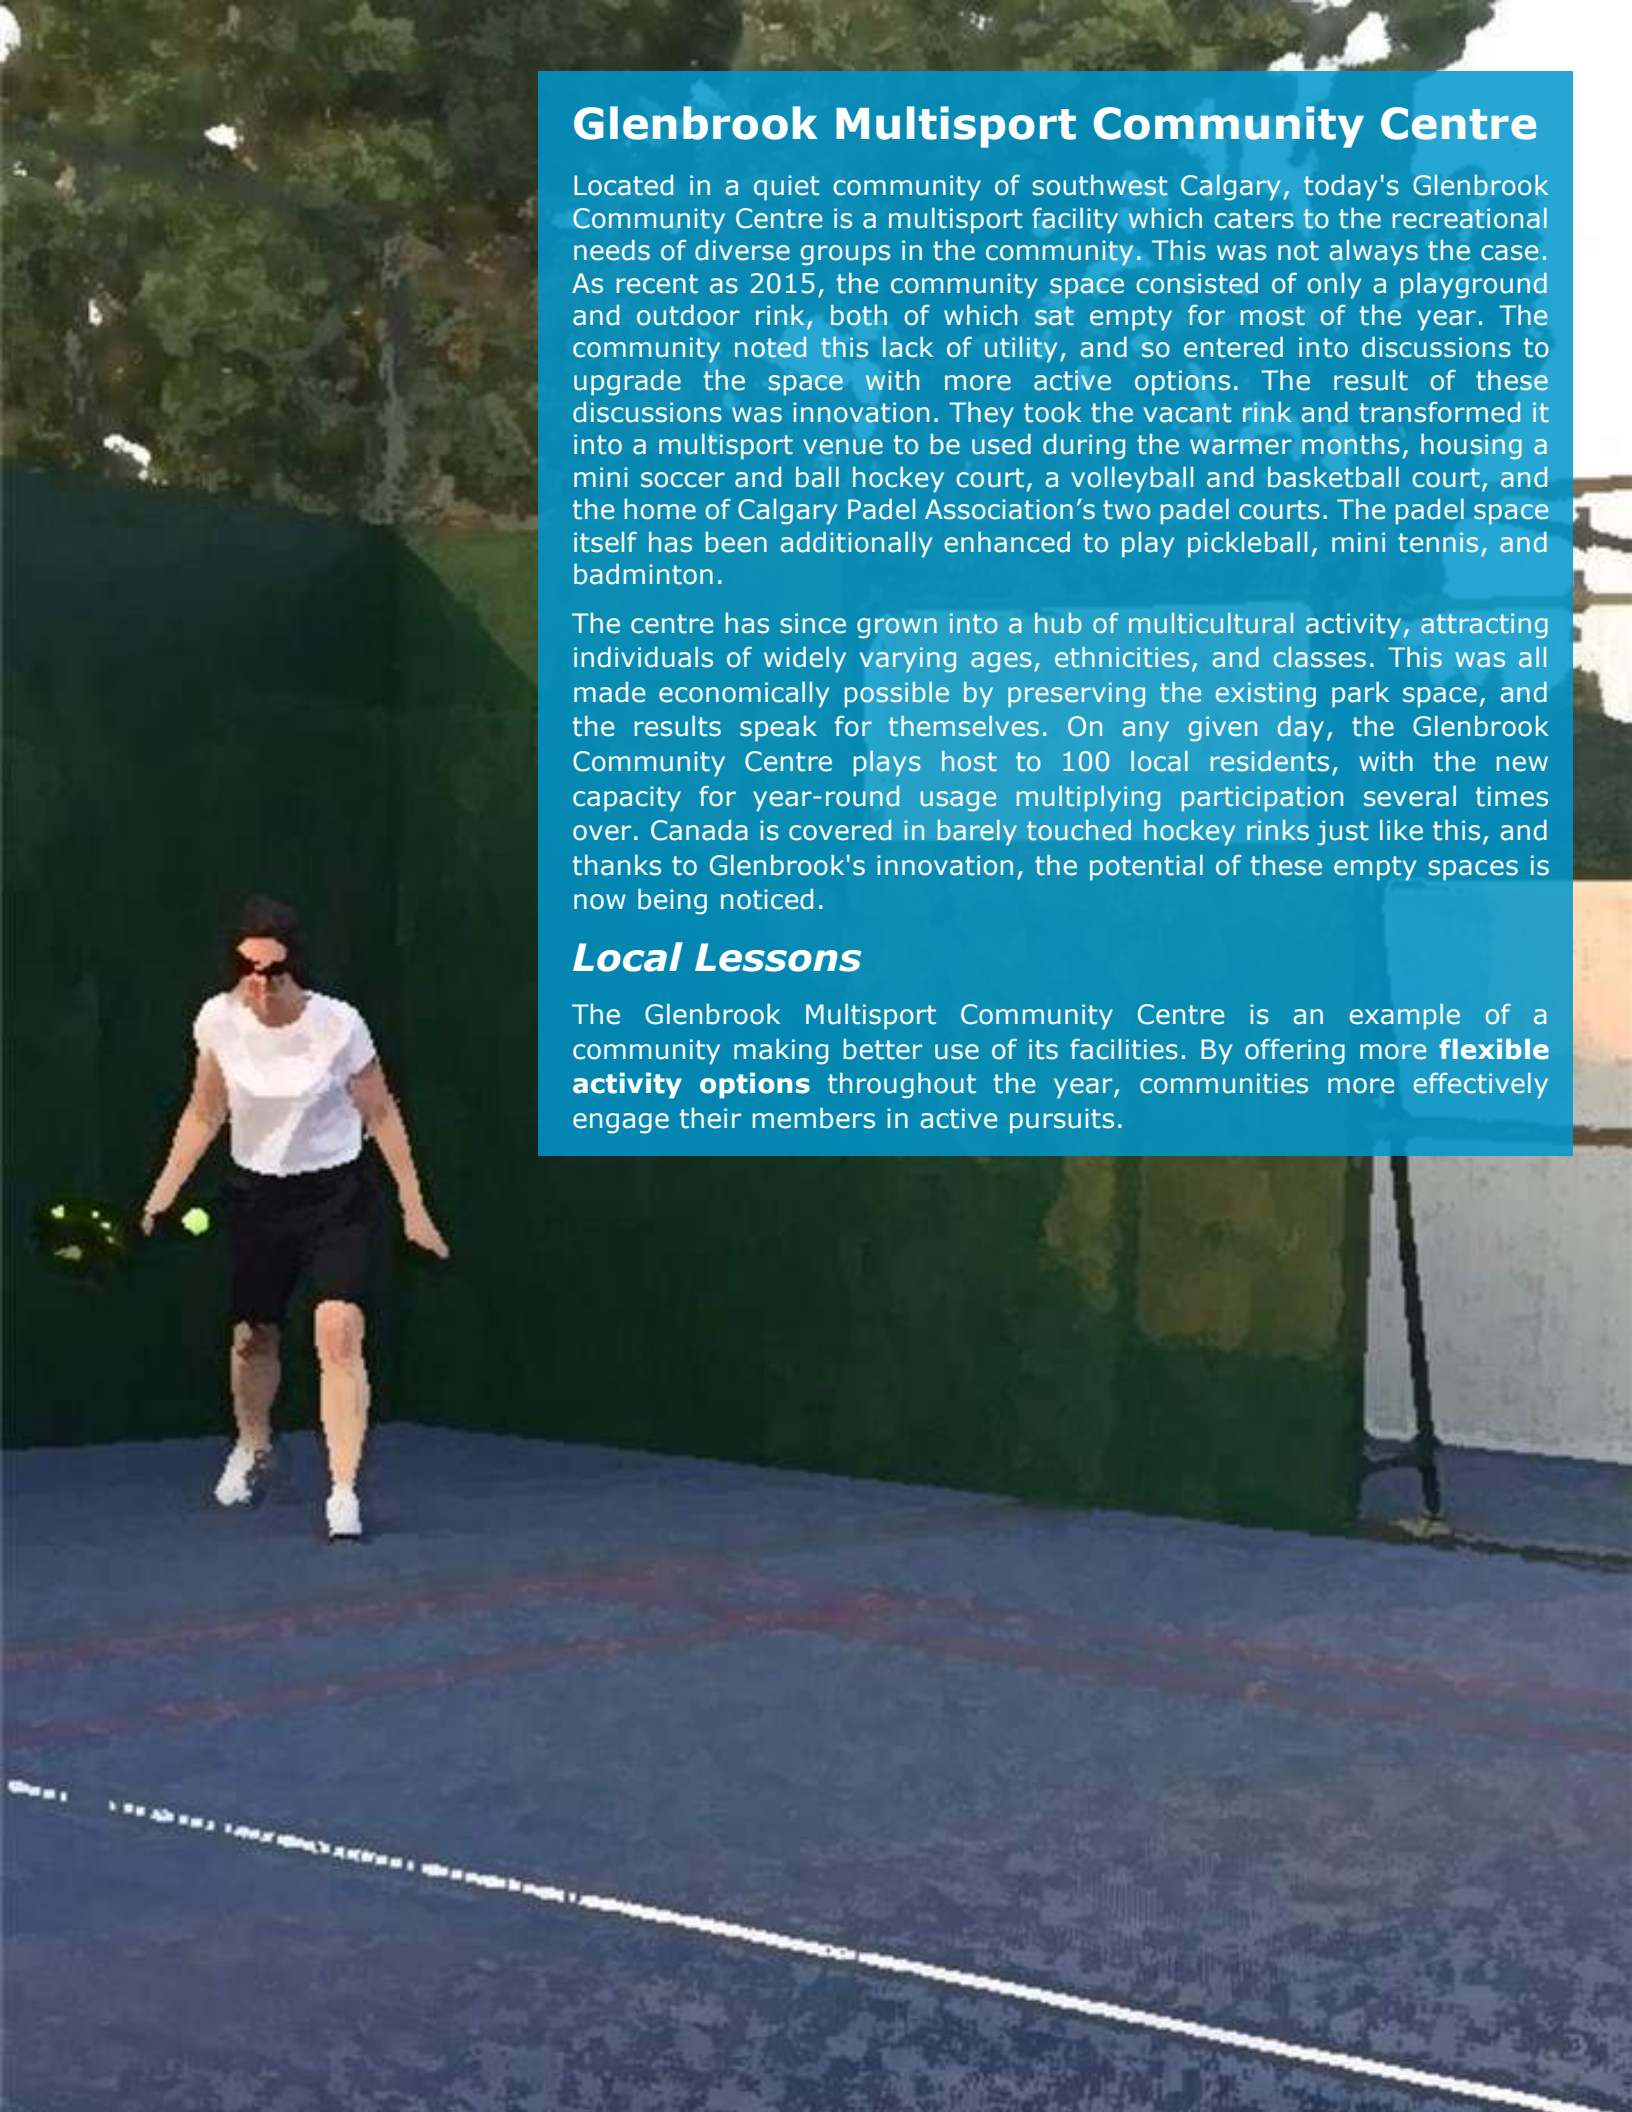 Glenbrook Multisport Community Centre
Located in a quiet community of southwest Calgary, today's Glenbrook
Community Centre is a multisport facility which caters to the recreational
needs of diverse groups in the community. This was not always the case.
As recent as 2015, the community space consisted of only a playground
and outdoor rink, both of which sat empty for most of the year. The
community noted this lack of utility, and so entered into discussions to
upgrade the space with more active options. The result of these
discussions was innovation. They took the vacant rink and transformed it
into a multisport venue to be used during the warmer months, housing a
mini soccer and ball hockey court, a volleyball and basketball court, and
the home of Calgary Padel Association’s two padel courts. The padel space
itself has been additionally enhanced to play pickleball, mini tennis, and
badminton.
The centre has since grown into a hub of multicultural activity, attracting
individuals of widely varying ages, ethnicities, and classes. This was all
made economically possible by preserving the existing park space, and
the results speak for themselves. On any given day, the Glenbrook
Community Centre plays host to 100 local residents, with the new
capacity for year-round usage multiplying participation several times
over. Canada is covered in barely touched hockey rinks just like this, and
thanks to Glenbrook's innovation, the potential of these empty spaces is
now being noticed.
Local Lessons
The Glenbrook Multisport Community Centre is an example of a
community making better use of its facilities. By offering more flexible
activity options throughout the year, communities more effectively
engage their members in active pursuits.